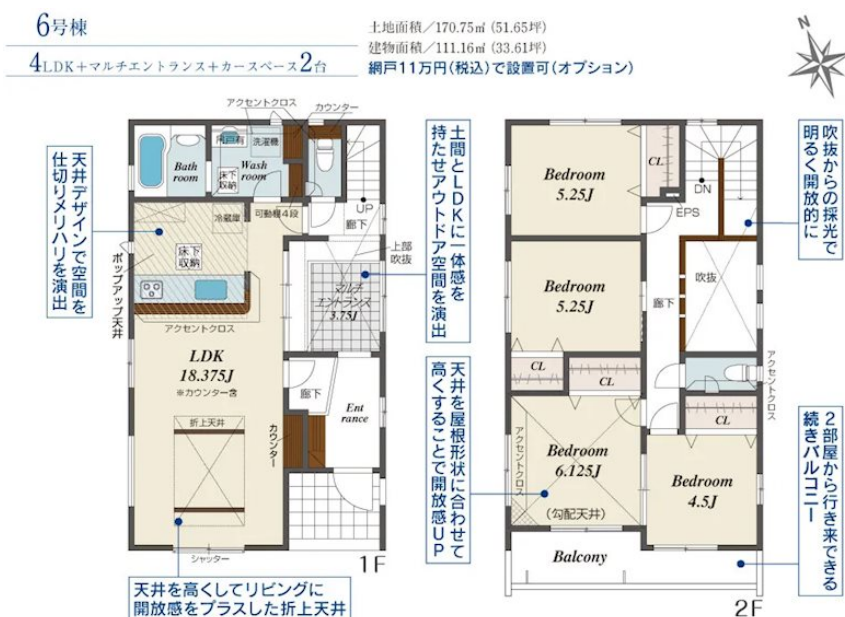 6号棟
4LDK+マルチエントランス+カースペース2台
土地面積／170.75㎡ (51.65坪)
建物面積／111.16㎡ (33.61坪)
網戸11万円(税込)で設置可(オプション)
N
天井デザインで空間を
仕切りメリハリを演出
アクセントクロス
カウンター
Bath
room
吊戸有
洗濯機
Wash
room
床下
収納
冷蔵庫
可動棚4段
UP
廊下
床下
収納
上部
吹抜
ポップアップ天井
マルチ
エントランス
3.75J
アクセントクロス
LDK
18.375J
※カウンター含
廊下
Ent
rance
折上天井
カウンター
シャッター
1F
天井を高くしてリビングに
開放感をプラスした折上天井
土間とLDKに一体感を
持たせアウトドア空間を演出
天井を屋根形状に合わせて
高くすることで開放感UP
Bedroom
5.25J
CL
DN
EPS
Bedroom
5.25J
廊下
吹抜
CL
CL
アクセントクロス
CL
アクセントクロス
Bedroom
6.125J
(勾配天井)
Bedroom
4.5J
Balcony
2F
吹抜からの採光で
明るく開放的に
2部屋から行き来できる
続きバルコニー